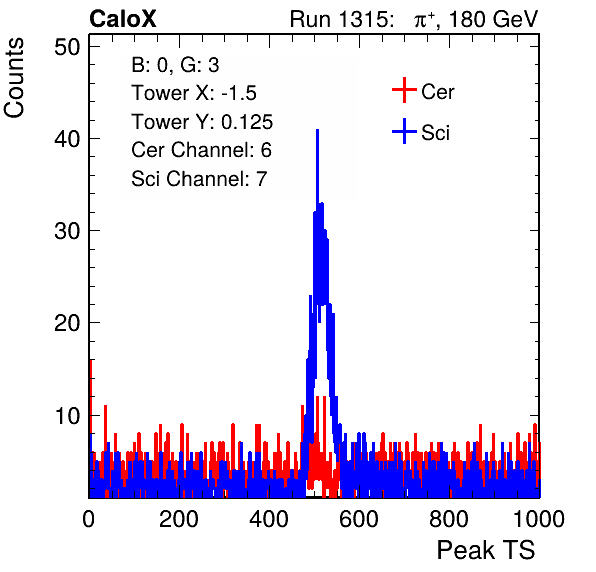 CaloX Run 1315: π⁺, 180 GeV
Counts
B: 0, G: 3
Tower X: -1.5
Tower Y: 0.125
Cer Channel: 6
Sci Channel: 7
Cer
Sci
50
40
30
20
10
0 200 400 600 800 1000
Peak TS